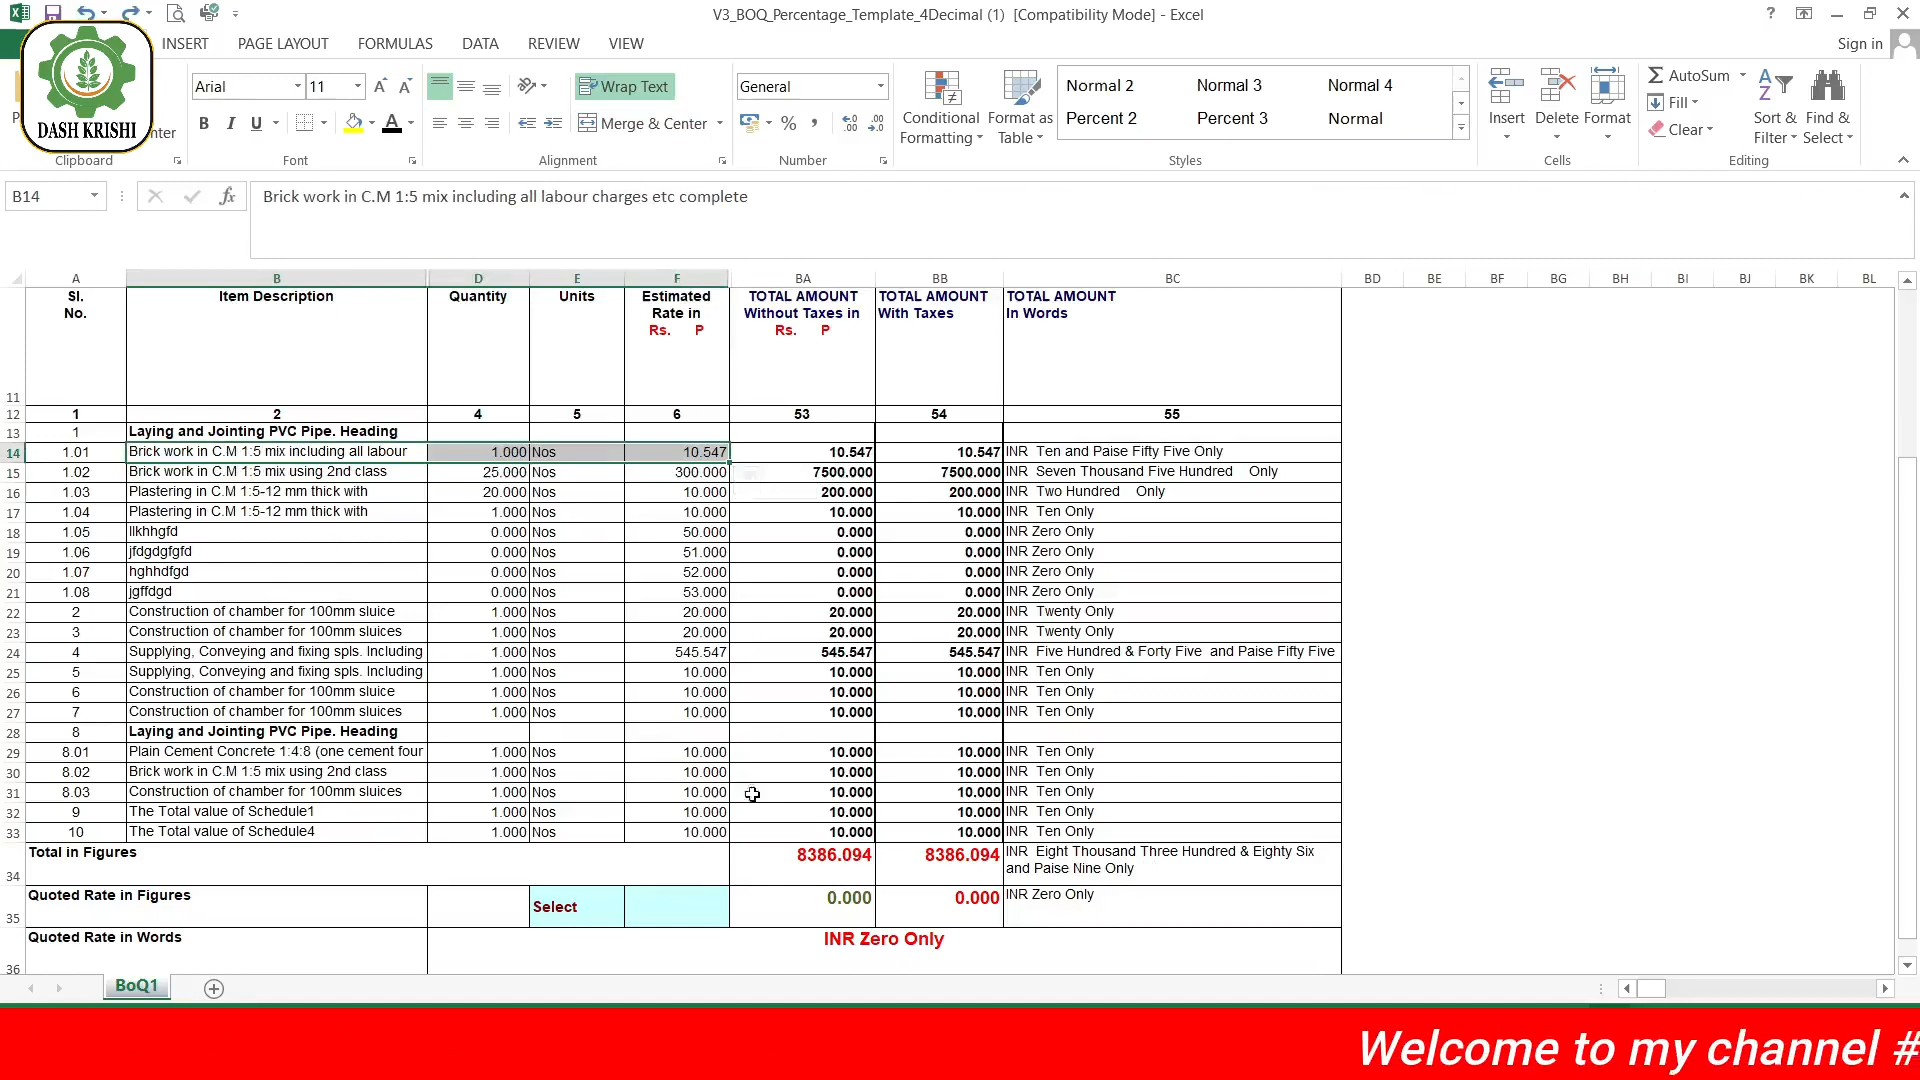 V3_BOQ_Percentage_Template_4Decimal (1) [Compatibility Mode] - Excel
INSERT PAGE LAYOUT FORMULAS DATA REVIEW VIEW Sign in
DASH KRISHI
Arial 11 Wrap Text General Normal 2 Normal 3 Normal 4 AutoSum
Conditional Formatting Format as Table Insert Delete Format Fill Sort & Filter Find & Select
B I U A Merge & Center % Percent 2 Percent 3 Normal Clear
Clipboard Font Alignment Number Styles Cells Editing
B14 fx Brick work in C.M 1:5 mix including all labour charges etc complete
A B D E F BA BB BC BD BE BF BG BH BI BJ BK BL
11 Sl. No. Item Description Quantity Units Estimated Rate in Rs. P TOTAL AMOUNT Without Taxes in Rs. P TOTAL AMOUNT With Taxes TOTAL AMOUNT In Words
12 1 2 4 5 6 53 54 55
13 1 Laying and Jointing PVC Pipe. Heading
14 1.01 Brick work in C.M 1:5 mix including all labour 1.000 Nos 10.547 10.547 10.547 INR Ten and Paise Fifty Five Only
15 1.02 Brick work in C.M 1:5 mix using 2nd class 25.000 Nos 300.000 7500.000 7500.000 INR Seven Thousand Five Hundred Only
16 1.03 Plastering in C.M 1:5-12 mm thick with 20.000 Nos 10.000 200.000 200.000 INR Two Hundred Only
17 1.04 Plastering in C.M 1:5-12 mm thick with 1.000 Nos 10.000 10.000 10.000 INR Ten Only
18 1.05 llkhhgfd 0.000 Nos 50.000 0.000 0.000 INR Zero Only
19 1.06 jfdgdgfgfd 0.000 Nos 51.000 0.000 0.000 INR Zero Only
20 1.07 hghhdfgd 0.000 Nos 52.000 0.000 0.000 INR Zero Only
21 1.08 jgffdgd 0.000 Nos 53.000 0.000 0.000 INR Zero Only
22 2 Construction of chamber for 100mm sluice 1.000 Nos 20.000 20.000 20.000 INR Twenty Only
23 3 Construction of chamber for 100mm sluices 1.000 Nos 20.000 20.000 20.000 INR Twenty Only
24 4 Supplying, Conveying and fixing spls. Including 1.000 Nos 545.547 545.547 545.547 INR Five Hundred & Forty Five and Paise Fifty Five
25 5 Supplying, Conveying and fixing spls. Including 1.000 Nos 10.000 10.000 10.000 INR Ten Only
26 6 Construction of chamber for 100mm sluice 1.000 Nos 10.000 10.000 10.000 INR Ten Only
27 7 Construction of chamber for 100mm sluices 1.000 Nos 10.000 10.000 10.000 INR Ten Only
28 8 Laying and Jointing PVC Pipe. Heading
29 8.01 Plain Cement Concrete 1:4:8 (one cement four 1.000 Nos 10.000 10.000 10.000 INR Ten Only
30 8.02 Brick work in C.M 1:5 mix using 2nd class 1.000 Nos 10.000 10.000 10.000 INR Ten Only
31 8.03 Construction of chamber for 100mm sluices 1.000 Nos 10.000 10.000 10.000 INR Ten Only
32 9 The Total value of Schedule1 1.000 Nos 10.000 10.000 10.000 INR Ten Only
33 10 The Total value of Schedule4 1.000 Nos 10.000 10.000 10.000 INR Ten Only
34 Total in Figures 8386.094 8386.094 INR Eight Thousand Three Hundred & Eighty Six and Paise Nine Only
35 Quoted Rate in Figures Select 0.000 0.000 INR Zero Only
36 Quoted Rate in Words INR Zero Only
BoQ1
Welcome to my channel #